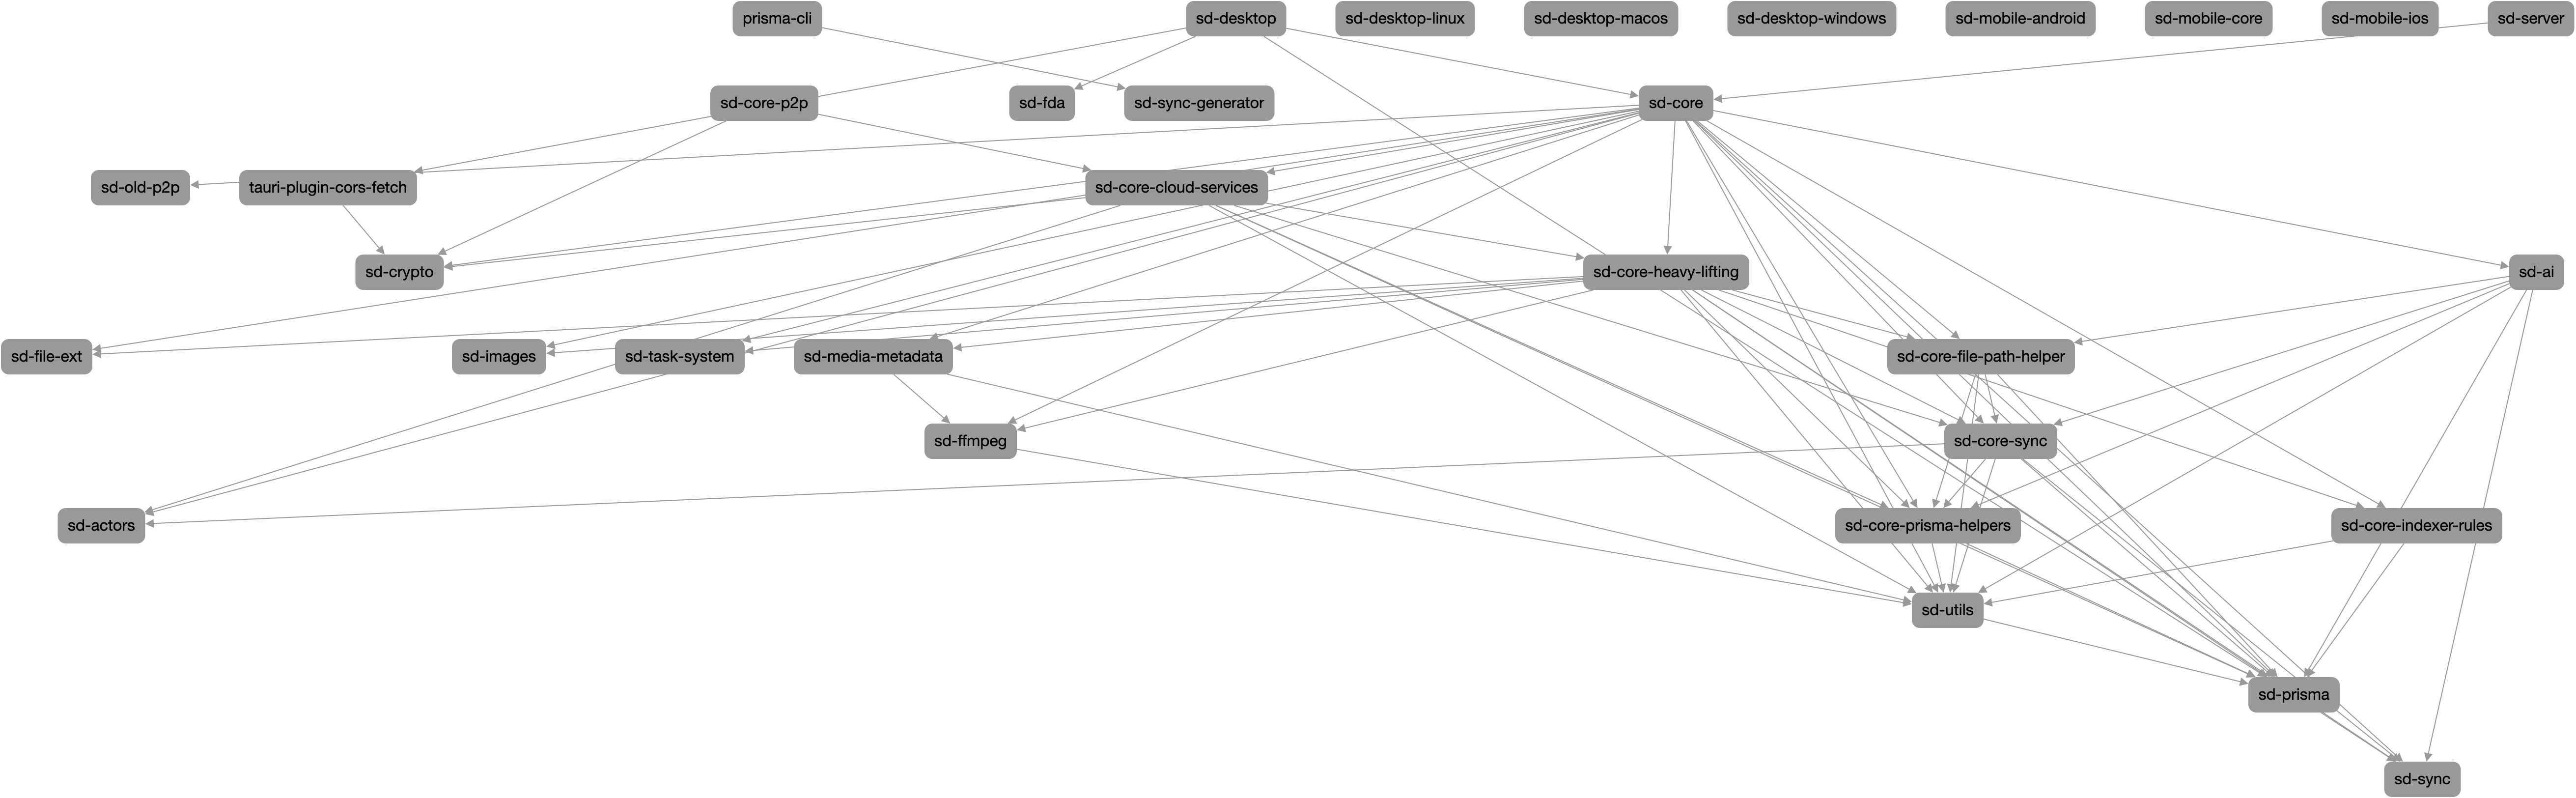 prisma-cli
sd-desktop
sd-desktop-linux
sd-desktop-macos
sd-desktop-windows
sd-mobile-android
sd-mobile-core
sd-mobile-ios
sd-server
sd-core-p2p
sd-fda
sd-sync-generator
sd-core
sd-old-p2p
tauri-plugin-cors-fetch
sd-core-cloud-services
sd-crypto
sd-core-heavy-lifting
sd-ai
sd-file-ext
sd-images
sd-task-system
sd-media-metadata
sd-core-file-path-helper
sd-ffmpeg
sd-core-sync
sd-actors
sd-core-prisma-helpers
sd-core-indexer-rules
sd-utils
sd-prisma
sd-sync